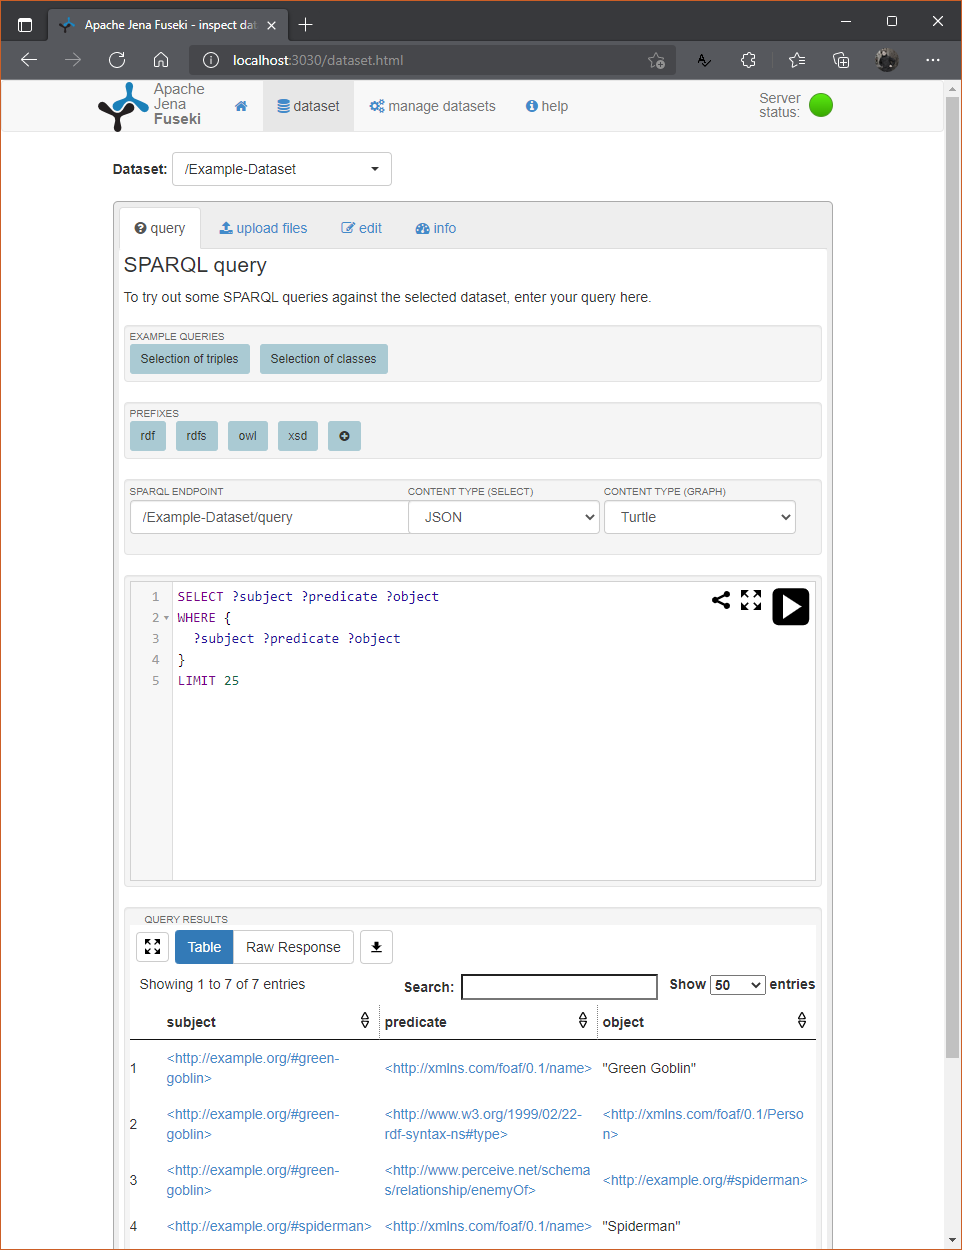 Apache Jena Fuseki - inspect dat
localhost:3030/dataset.html
Apache
Jena
Fuseki
dataset
manage datasets
help
Server
status:
Dataset: /Example-Dataset
query
upload files
edit
info
SPARQL query
To try out some SPARQL queries against the selected dataset, enter your query here.
EXAMPLE QUERIES
Selection of triples
Selection of classes
PREFIXES
rdf
rdfs
owl
xsd
SPARQL ENDPOINT
CONTENT TYPE (SELECT)
CONTENT TYPE (GRAPH)
/Example-Dataset/query
JSON
Turtle
1 SELECT ?subject ?predicate ?object
2 WHERE {
3 ?subject ?predicate ?object
4 }
5 LIMIT 25
QUERY RESULTS
Table
Raw Response
Showing 1 to 7 of 7 entries
Search:
Show 50 entries
subject predicate object
1
<http://example.org/#green-
goblin>
<http://xmlns.com/foaf/0.1/name>
"Green Goblin"
2
<http://example.org/#green-
goblin>
<http://www.w3.org/1999/02/22-
rdf-syntax-ns#type>
<http://xmlns.com/foaf/0.1/Perso
n>
3
<http://example.org/#green-
goblin>
<http://www.perceive.net/schema
s/relationship/enemyOf>
<http://example.org/#spiderman>
4
<http://example.org/#spiderman>
<http://xmlns.com/foaf/0.1/name>
"Spiderman"